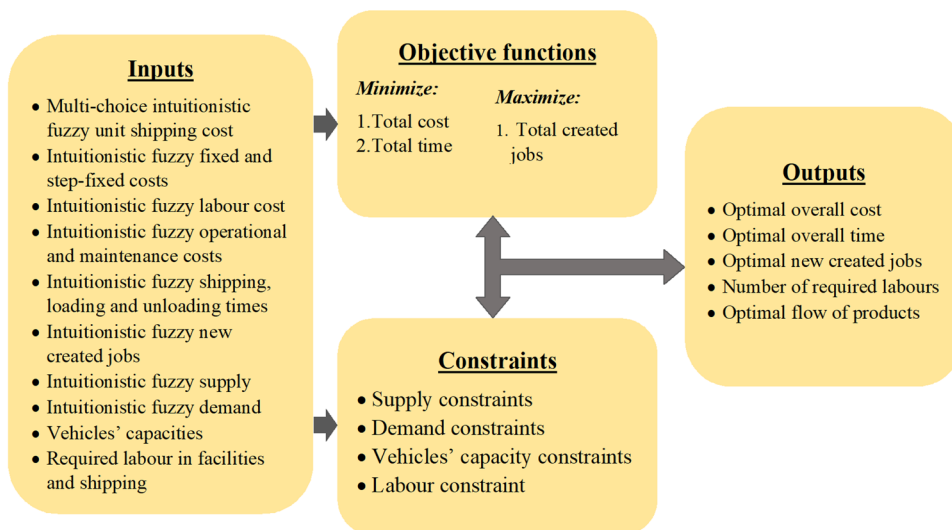 Inputs
• Multi-choice intuitionistic
fuzzy unit shipping cost
• Intuitionistic fuzzy fixed and
step-fixed costs
• Intuitionistic fuzzy labour cost
• Intuitionistic fuzzy operational
and maintenance costs
• Intuitionistic fuzzy shipping,
loading and unloading times
• Intuitionistic fuzzy new
created jobs
• Intuitionistic fuzzy supply
• Intuitionistic fuzzy demand
• Vehicles’ capacities
• Required labour in facilities
and shipping
Objective functions
Minimize:
1.Total cost
2.Total time
Maximize:
1. Total created
jobs
Constraints
• Supply constraints
• Demand constraints
• Vehicles’ capacity constraints
• Labour constraint
Outputs
• Optimal overall cost
• Optimal overall time
• Optimal new created jobs
• Number of required labours
• Optimal flow of products